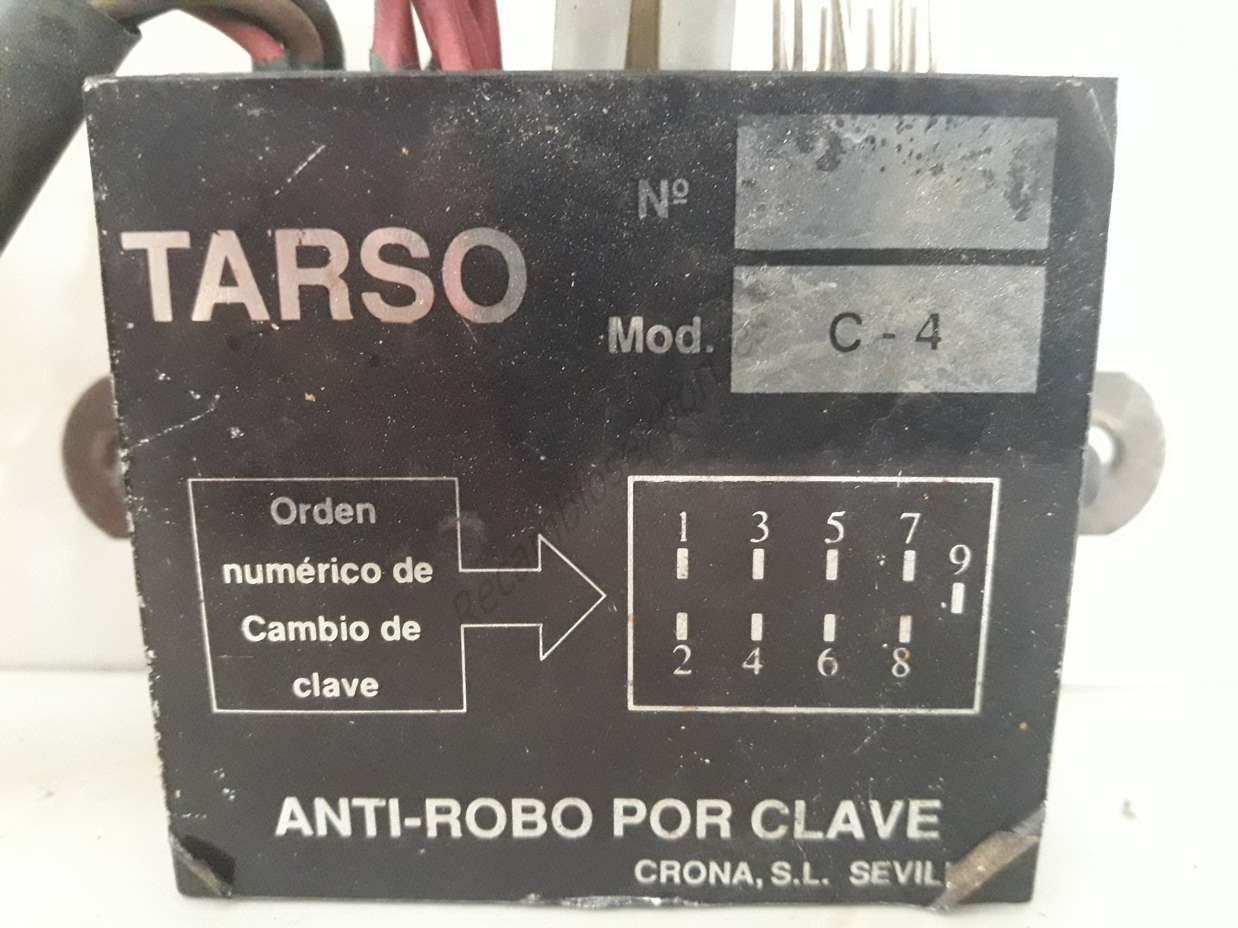 Nº
TARSO
Mod. C - 4
Orden
numérico de
Cambio de
clave
1 3 5 7 9
2 4 6 8
ANTI-ROBO POR CLAVE
CRONA, S.L. SEVIL